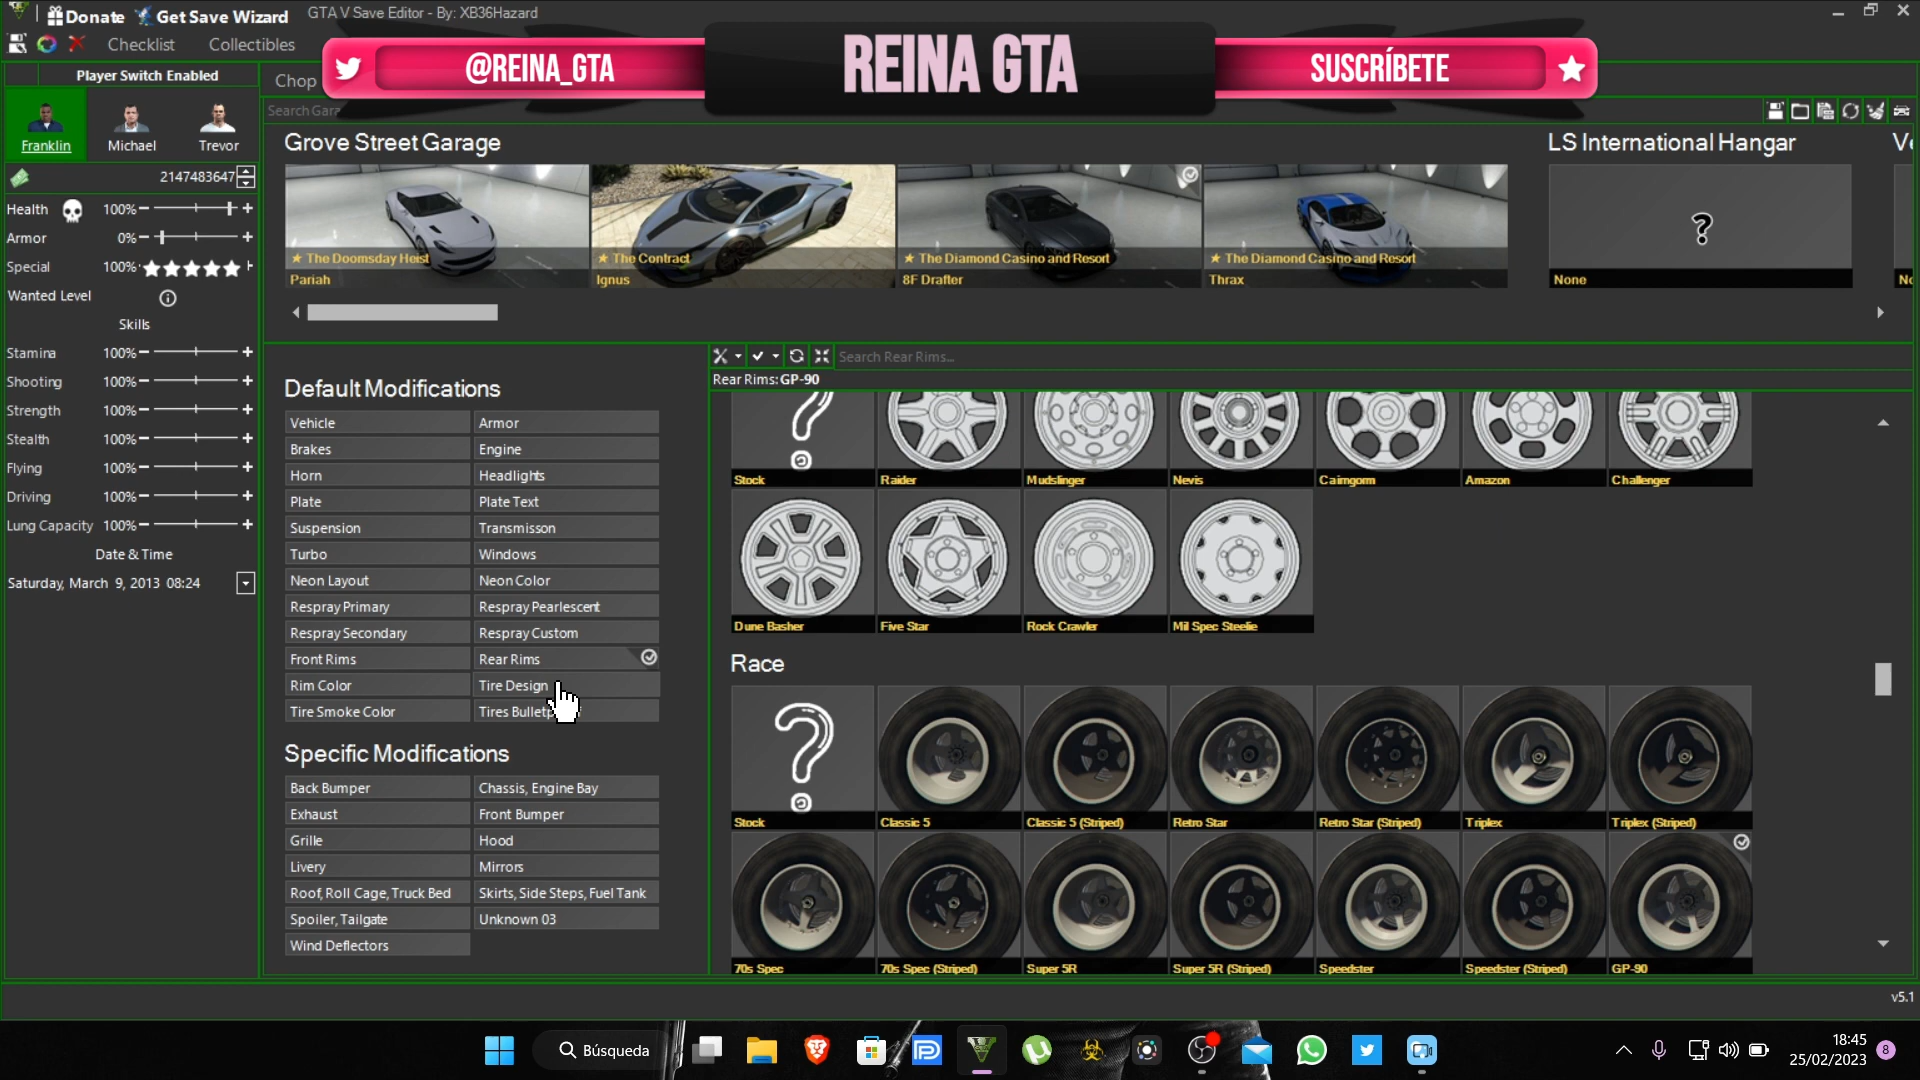 Donate
Get Save Wizard
GTA V Save Editor - By: XB36Hazard
Checklist
Collectibles
@REINA_GTA
REINA GTA
SUSCRÍBETE
Player Switch Enabled
Chop
Franklin
Michael
Trevor
2147483647
Health 100%
Armor 0%
Special 100%
Wanted Level
Skills
Stamina 100%
Shooting 100%
Strength 100%
Stealth 100%
Flying 100%
Driving 100%
Lung Capacity 100%
Date & Time
Saturday, March 9, 2013 08:24
Search Gara
Grove Street Garage
LS International Hangar
The Doomsday Heist
Pariah
The Contract
Ignus
The Diamond Casino and Resort
8F Drafter
The Diamond Casino and Resort
Thrax
None
Default Modifications
Vehicle
Armor
Brakes
Engine
Horn
Headlights
Plate
Plate Text
Suspension
Transmisson
Turbo
Windows
Neon Layout
Neon Color
Respray Primary
Respray Pearlescent
Respray Secondary
Respray Custom
Front Rims
Rear Rims
Rim Color
Tire Design
Tire Smoke Color
Tires Bulletp
Specific Modifications
Back Bumper
Chassis, Engine Bay
Exhaust
Front Bumper
Grille
Hood
Livery
Mirrors
Roof, Roll Cage, Truck Bed
Skirts, Side Steps, Fuel Tank
Spoiler, Tailgate
Unknown 03
Wind Deflectors
Search Rear Rims...
Rear Rims: GP-90
Stock
Raider
Mudslinger
Nevis
Cairngorm
Amazon
Challenger
Dune Basher
Five Star
Rock Crawler
Mil Spec Steelie
Race
Stock
Classic 5
Classic 5 (Striped)
Retro Star
Retro Star (Striped)
Triplex
Triplex (Striped)
70s Spec
70s Spec (Striped)
Super 5R
Super 5R (Striped)
Speedster
Speedster (Striped)
GP-90
v5.1
Búsqueda
18:45
25/02/2023
8